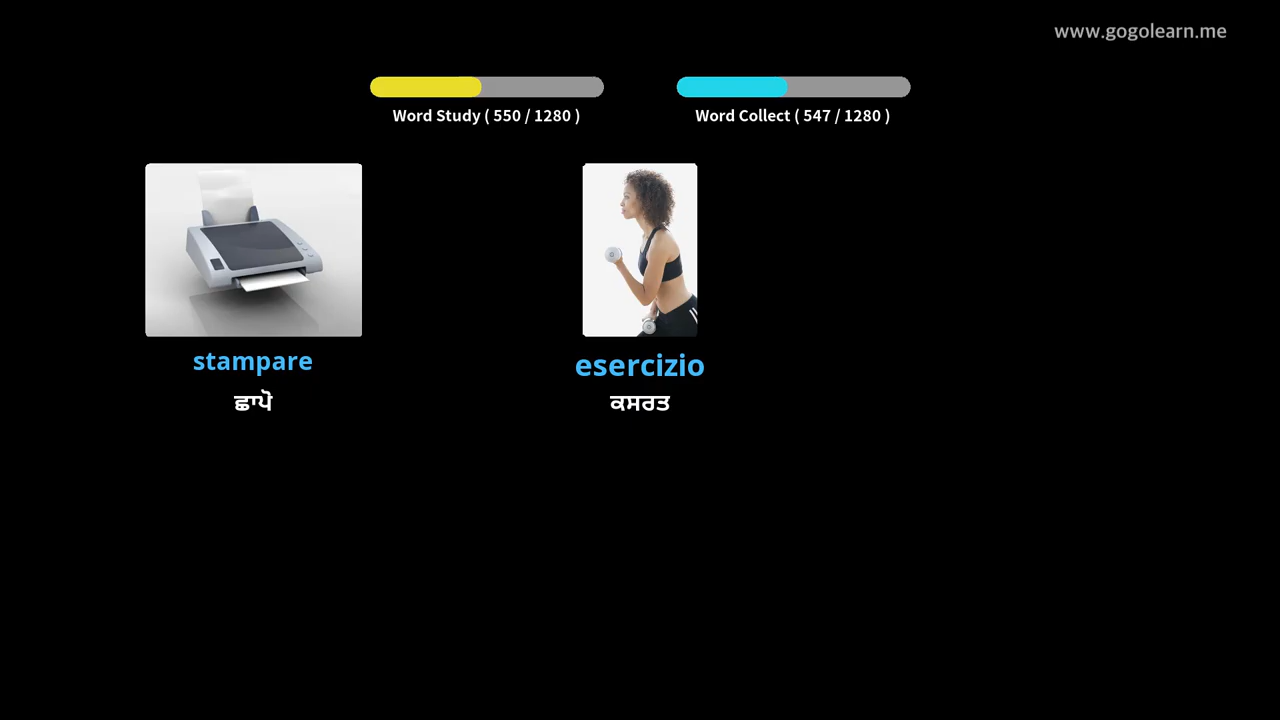 www.gogolearn.me
Word Study ( 550 / 1280 )
Word Collect ( 547 / 1280 )
stampare
ਛਾਪੋ
esercizio
ਕਸਰਤ